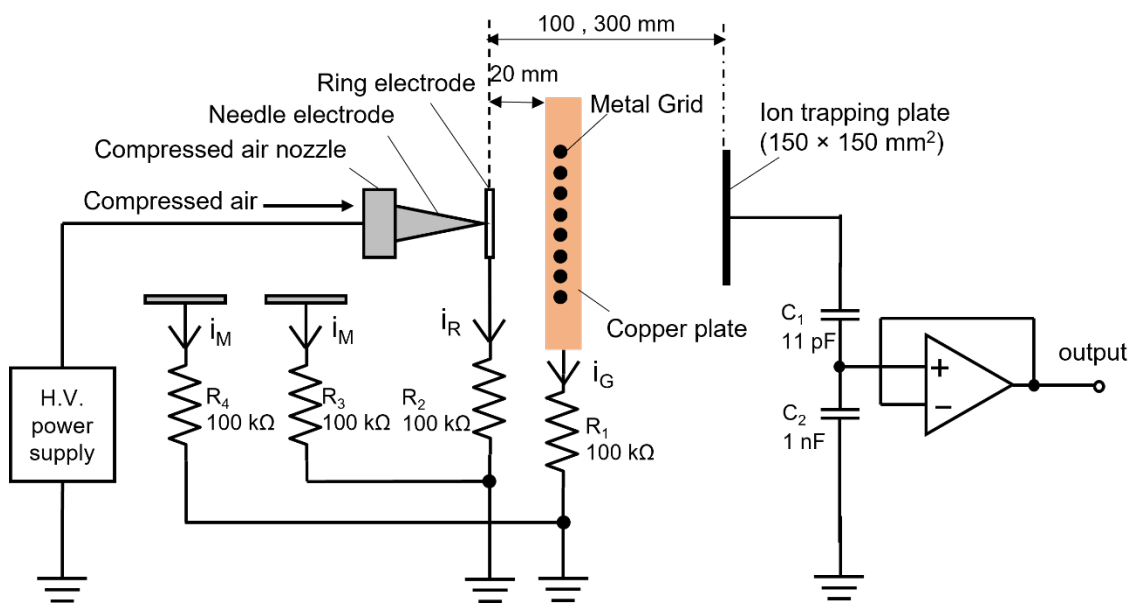 100 , 300 mm
20 mm
Ring electrode
Needle electrode
Compressed air nozzle
Compressed air
Metal Grid
Ion trapping plate
(150 × 150 mm²)
Copper plate
H.V.
power
supply
iM
R4
100 kΩ
iM
R3
100 kΩ
iR
R2
100 kΩ
iG
R1
100 kΩ
C1
11 pF
C2
1 nF
+
−
output